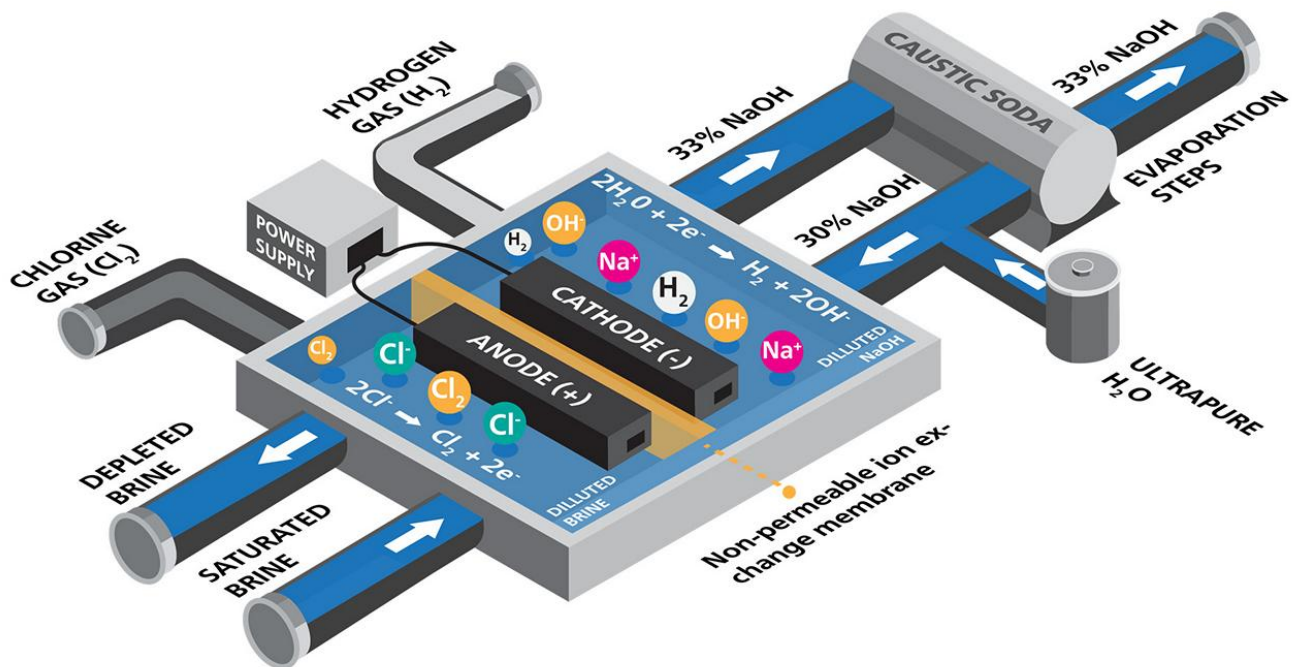 HYDROGEN
GAS (H₂)
33% NaOH
CAUSTIC SODA
33% NaOH
EVAPORATION
STEPS
30% NaOH
ULTRAPURE
H₂O
POWER
SUPPLY
CHLORINE
GAS (Cl₂)
2H₂O + 2e⁻ → H₂ + 2OH⁻
H₂
OH⁻
Na⁺
H₂
OH⁻
Na⁺
DILLUTED
NaOH
CATHODE (-)
ANODE (+)
Cl₂
Cl⁻
Cl₂
Cl⁻
2Cl⁻ → Cl₂ + 2e⁻
DILLUTED
BRINE
DEPLETED
BRINE
SATURATED
BRINE
Non-permeable ion ex-
change membrane